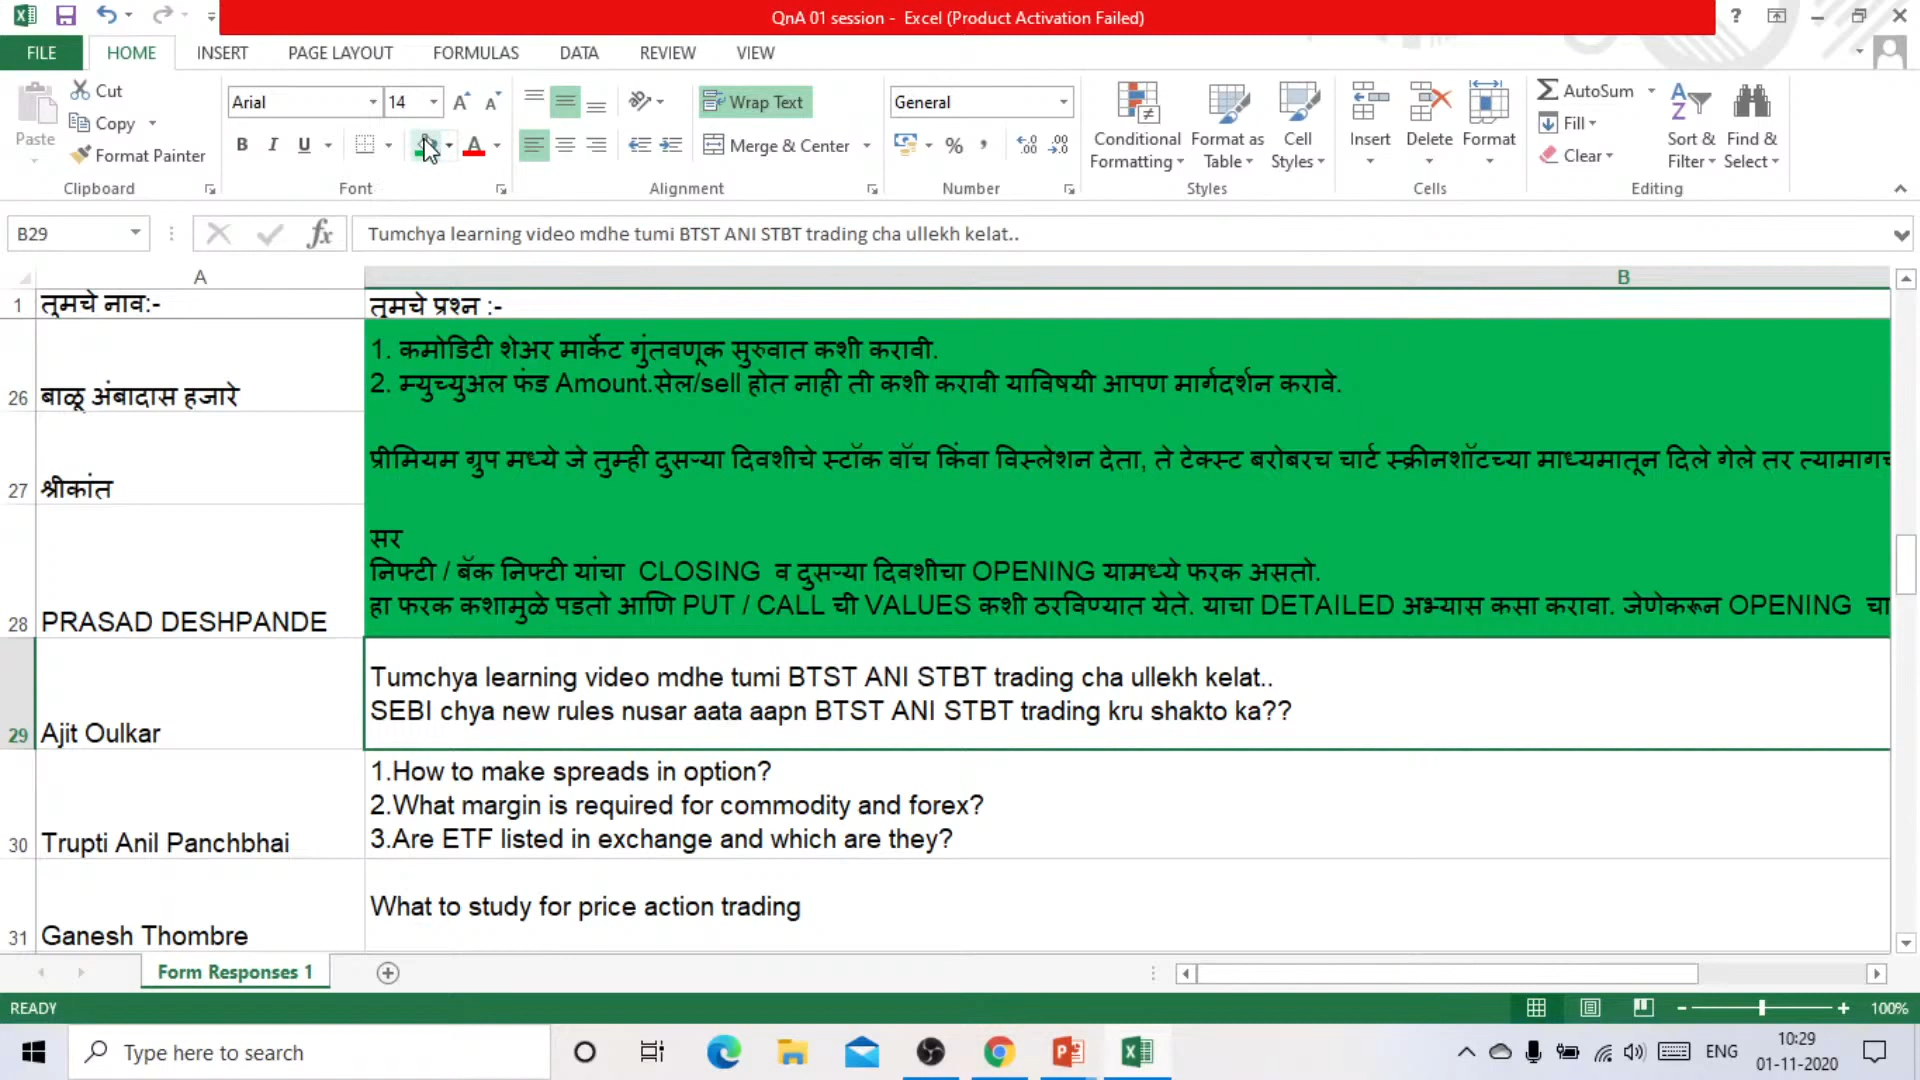 QnA 01 session - Excel (Product Activation Failed)
FILE HOME INSERT PAGE LAYOUT FORMULAS DATA REVIEW VIEW
Paste
Cut
Copy
Format Painter
Clipboard
Arial 14
B I U
Font
Wrap Text
Merge & Center
Alignment
General
%
Number
Conditional Formatting
Format as Table
Cell Styles
Styles
Insert
Delete
Format
Cells
AutoSum
Fill
Clear
Sort & Filter
Find & Select
Editing
B29
fx
Tumchya learning video mdhe tumi BTST ANI STBT trading cha ullekh kelat..
A B
1 तुमचे नाव:- तुमचे प्रश्न :-
1. कमोडिटी शेअर मार्केट गुंतवणूक सुरुवात कशी करावी.
2. म्युच्युअल फंड Amount.सेल/sell होत नाही ती कशी करावी याविषयी आपण मार्गदर्शन करावे.
26 बाळू अंबादास हजारे
प्रीमियम ग्रुप मध्ये जे तुम्ही दुसऱ्या दिवशीचे स्टॉक वॉच किंवा विस्लेशन देता, ते टेक्स्ट बरोबरच चार्ट स्क्रीनशॉटच्या माध्यमातून दिले गेले तर
27 श्रीकांत
सर
निफ्टी / बॅक निफ्टी यांचा CLOSING व दुसऱ्या दिवशीचा OPENING यामध्ये फरक असतो.
हा फरक कशामुळे पडतो आणि PUT / CALL ची VALUES कशी ठरविण्यात येते. याचा DETAILED अभ्यास कसा करावा. जेणेकरून OPENING चा
28 PRASAD DESHPANDE
Tumchya learning video mdhe tumi BTST ANI STBT trading cha ullekh kelat..
SEBI chya new rules nusar aata aapn BTST ANI STBT trading kru shakto ka??
29 Ajit Oulkar
1.How to make spreads in option?
2.What margin is required for commodity and forex?
3.Are ETF listed in exchange and which are they?
30 Trupti Anil Panchbhai
What to study for price action trading
31 Ganesh Thombre
Form Responses 1
READY 100%
Type here to search
ENG
10:29
01-11-2020